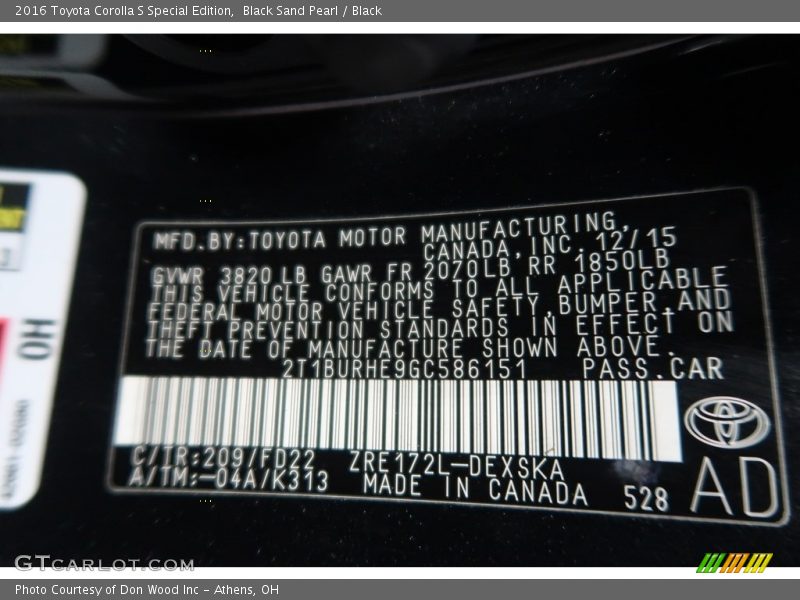 2016 Toyota Corolla S Special Edition, Black Sand Pearl / Black
MFD.BY:TOYOTA MOTOR MANUFACTURING,
CANADA,INC.12/15
GVWR 3820LB GAWR FR 2070LB,RR 1850LB
THIS VEHICLE CONFORMS TO ALL APPLICABLE
FEDERAL MOTOR VEHICLE SAFETY,BUMPER,AND
THEFT PREVENTION STANDARDS IN EFFECT ON
THE DATE OF MANUFACTURE SHOWN ABOVE.
2T1BURHE9GC586151 PASS.CAR
C/TR:209/FD22 ZRE172L-DEXSKA
A/TM:-04A/K313 MADE IN CANADA 528
AD
OH
GTCARLOT.COM
Photo Courtesy of Don Wood Inc - Athens, OH